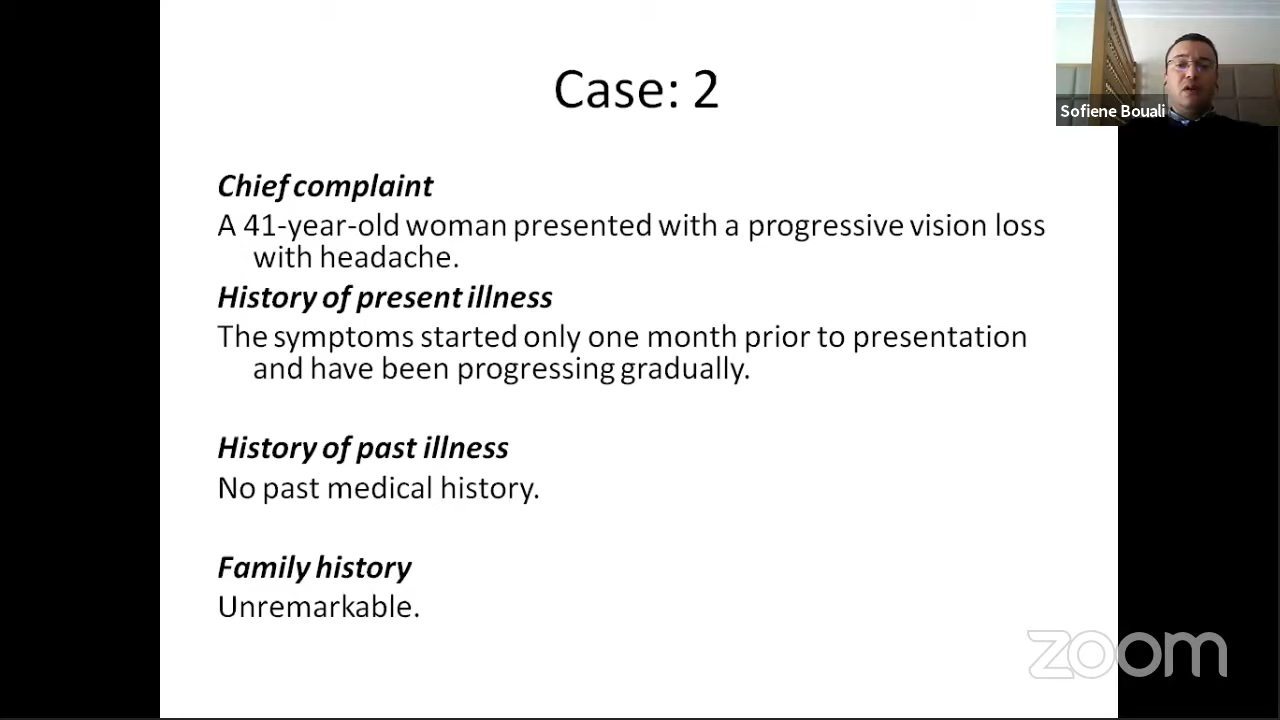 Case: 2
Sofiene Bouali
Chief complaint
A 41-year-old woman presented with a progressive vision loss
with headache.
History of present illness
The symptoms started only one month prior to presentation
and have been progressing gradually.
History of past illness
No past medical history.
Family history
Unremarkable.
zoom